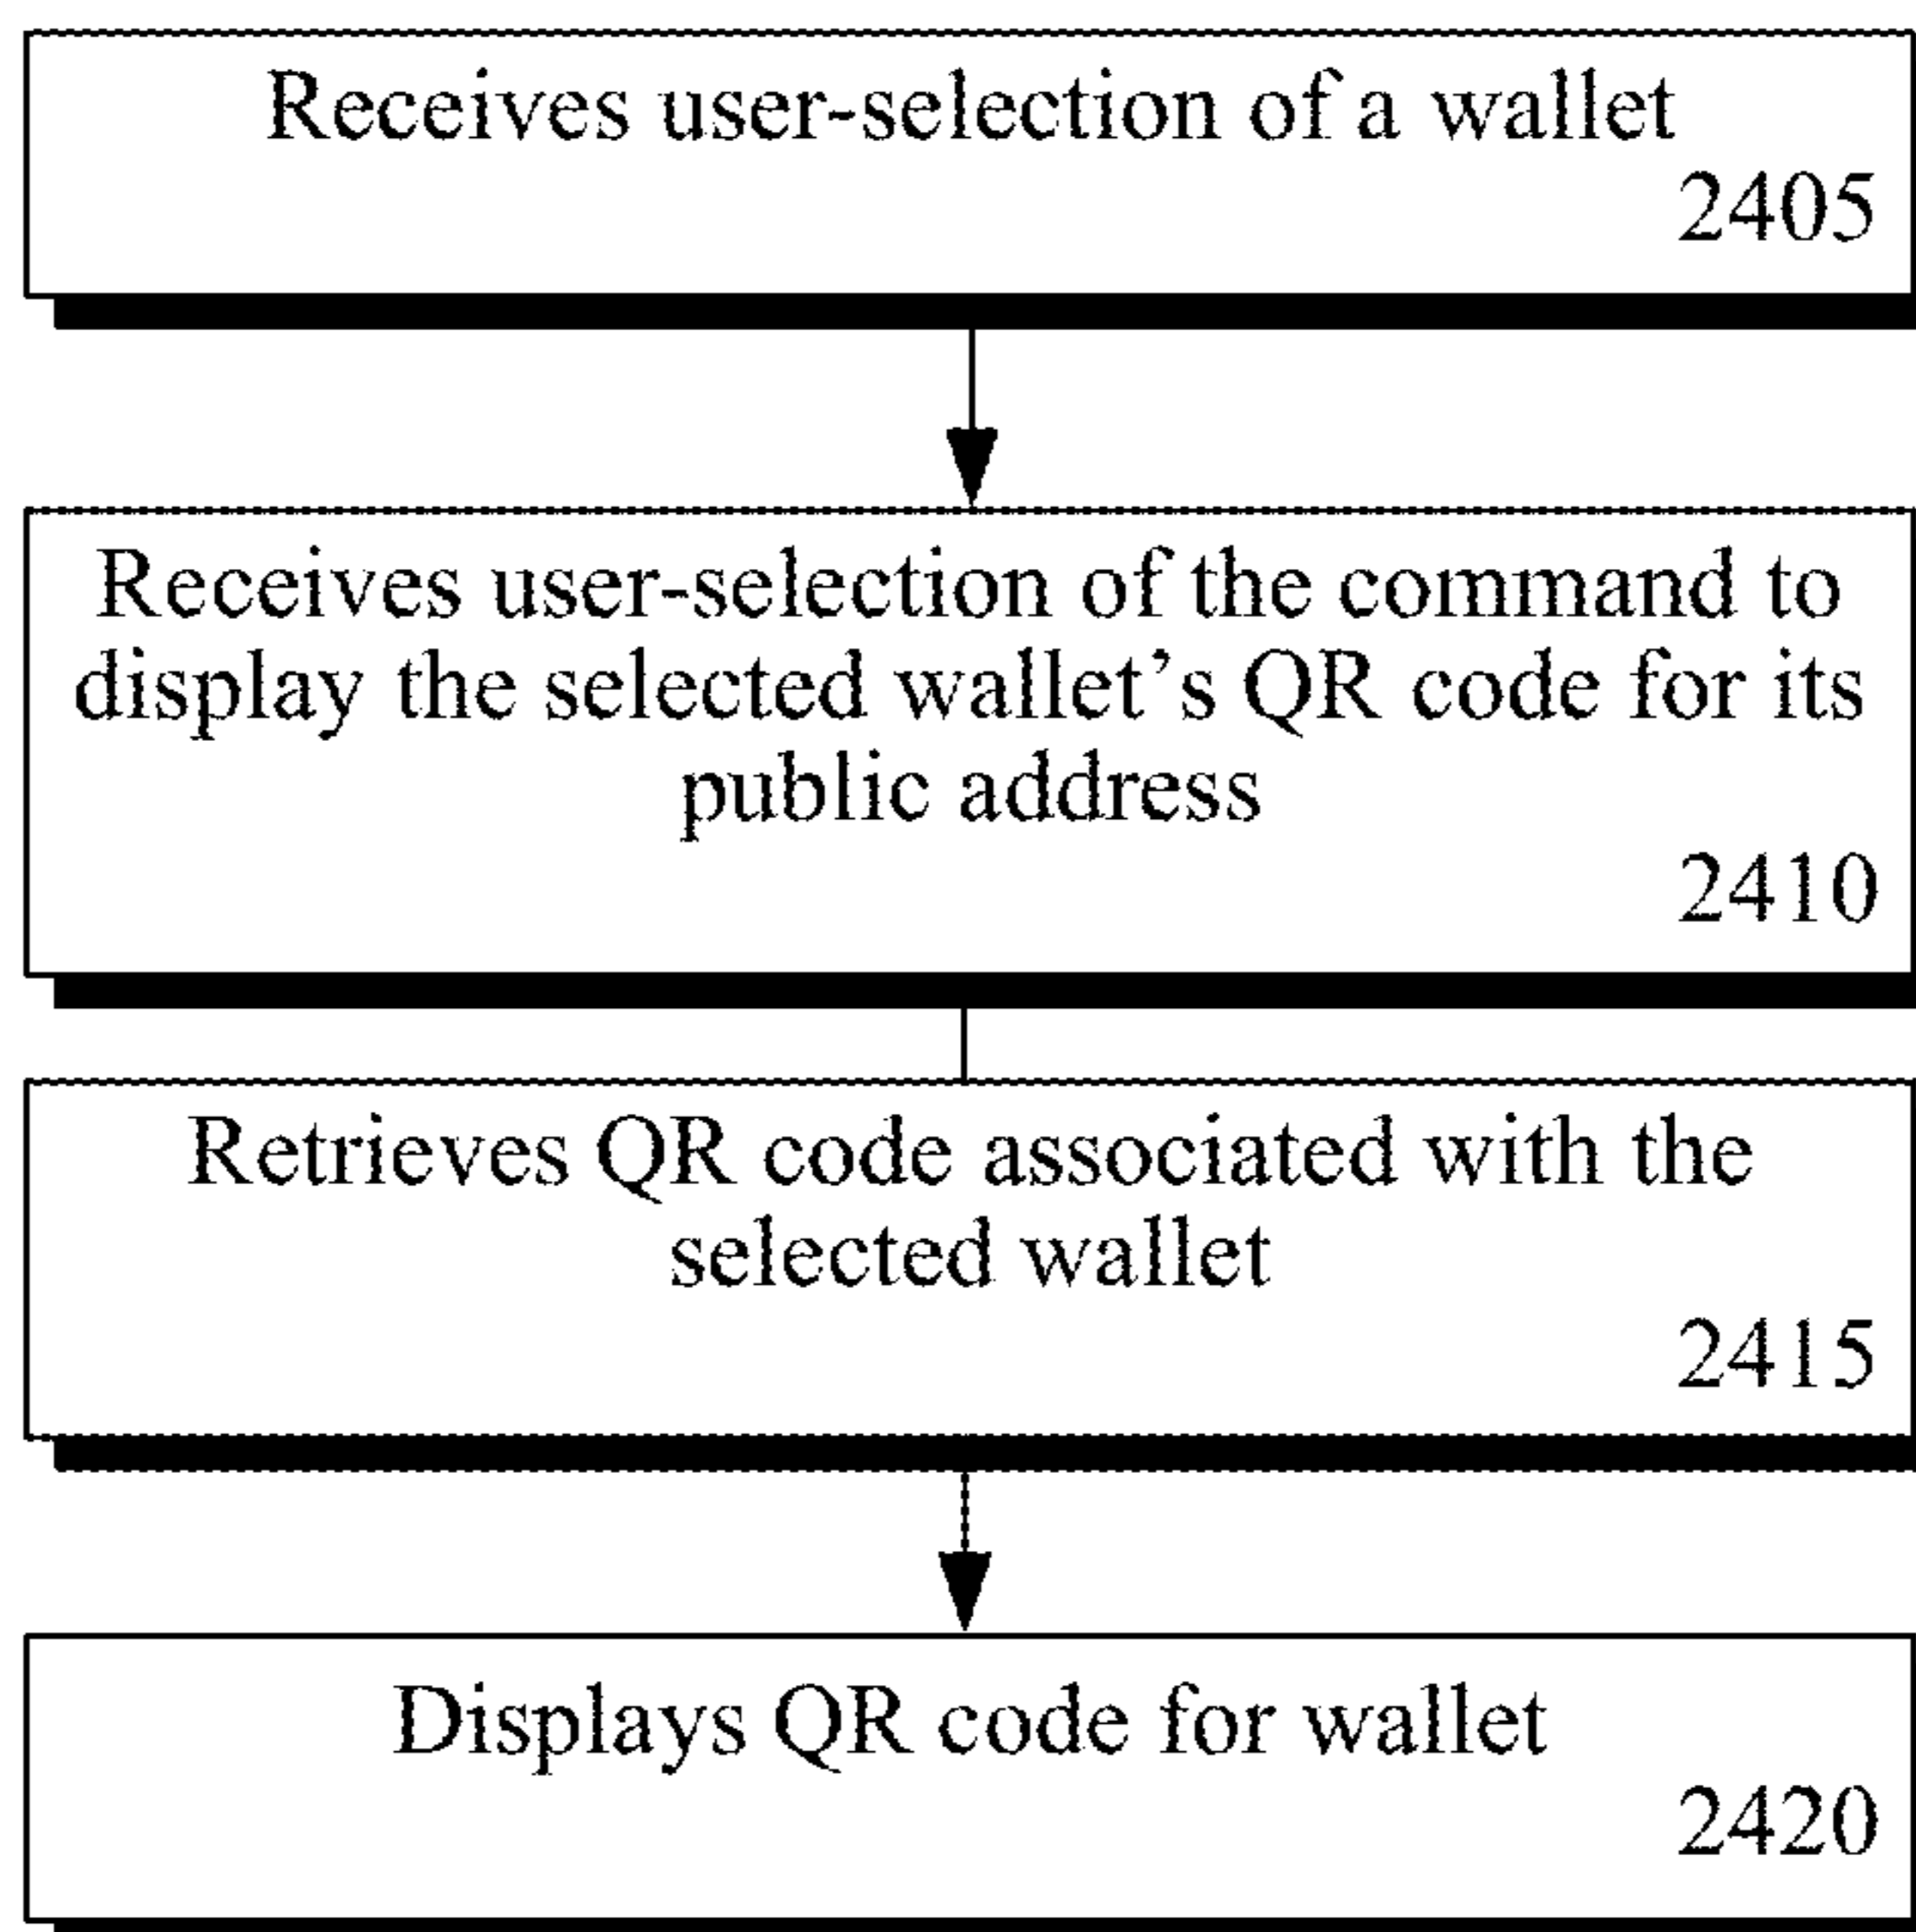 Receives user-selection of a wallet
2405
Receives user-selection of the command to
display the selected wallet’s QR code for its
public address
2410
Retrieves QR code associated with the
selected wallet
2415
Displays QR code for wallet
2420